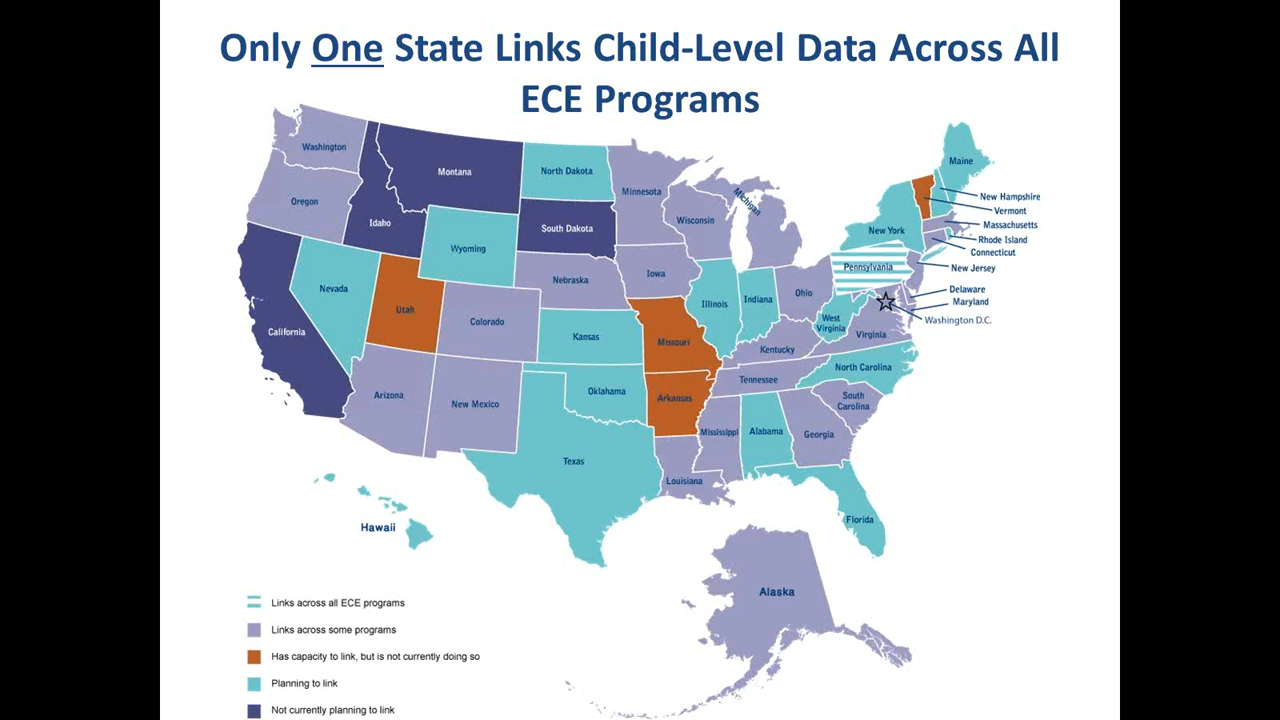 Only One State Links Child-Level Data Across All
ECE Programs
Washington
Montana
North Dakota
Minnesota
Michigan
Maine
Oregon
Idaho
South Dakota
Wisconsin
New York
New Hampshire
Vermont
Massachusetts
Rhode Island
Connecticut
Wyoming
Nebraska
Iowa
Pennsylvania
New Jersey
Nevada
Utah
Colorado
Illinois
Indiana
Ohio
Delaware
Maryland
Washington D.C.
California
Kansas
Missouri
West
Virginia
Virginia
Kentucky
Arizona
New Mexico
Oklahoma
Arkansas
Tennessee
North Carolina
South
Carolina
Texas
Louisiana
Mississippi
Alabama
Georgia
Florida
Hawaii
Alaska
Links across all ECE programs
Links across some programs
Has capacity to link, but is not currently doing so
Planning to link
Not currently planning to link